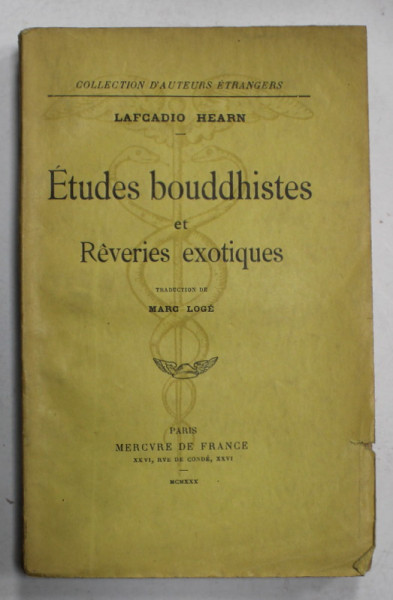 COLLECTION D'AUTEURS ÉTRANGERS
LAFCADIO HEARN
Études bouddhistes
et
Rêveries exotiques
TRADUCTION DE
MARC LOGÉ
PARIS
MERCVRE DE FRANCE
XXVI, RVE DE CONDÉ, XXVI
MCMXXX